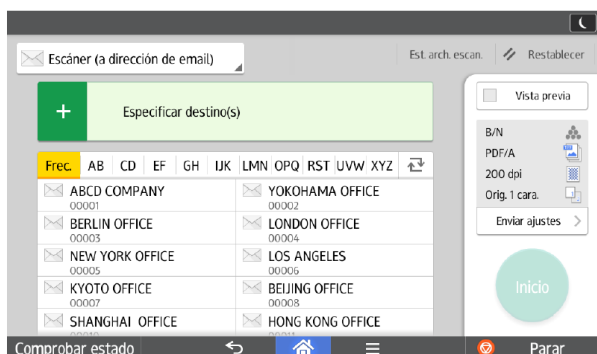 Escáner (a dirección de email)
Est. arch. escan.
Restablecer
+ Especificar destino(s)
Vista previa
Frec. AB CD EF GH IJK LMN OPQ RST UVW XYZ
ABCD COMPANY
00001
YOKOHAMA OFFICE
00002
BERLIN OFFICE
00003
LONDON OFFICE
00004
NEW YORK OFFICE
00005
LOS ANGELES
00006
KYOTO OFFICE
00007
BEIJING OFFICE
00008
SHANGHAI OFFICE
HONG KONG OFFICE
B/N
PDF/A
200 dpi
Orig. 1 cara.
Enviar ajustes
Inicio
Comprobar estado
Parar